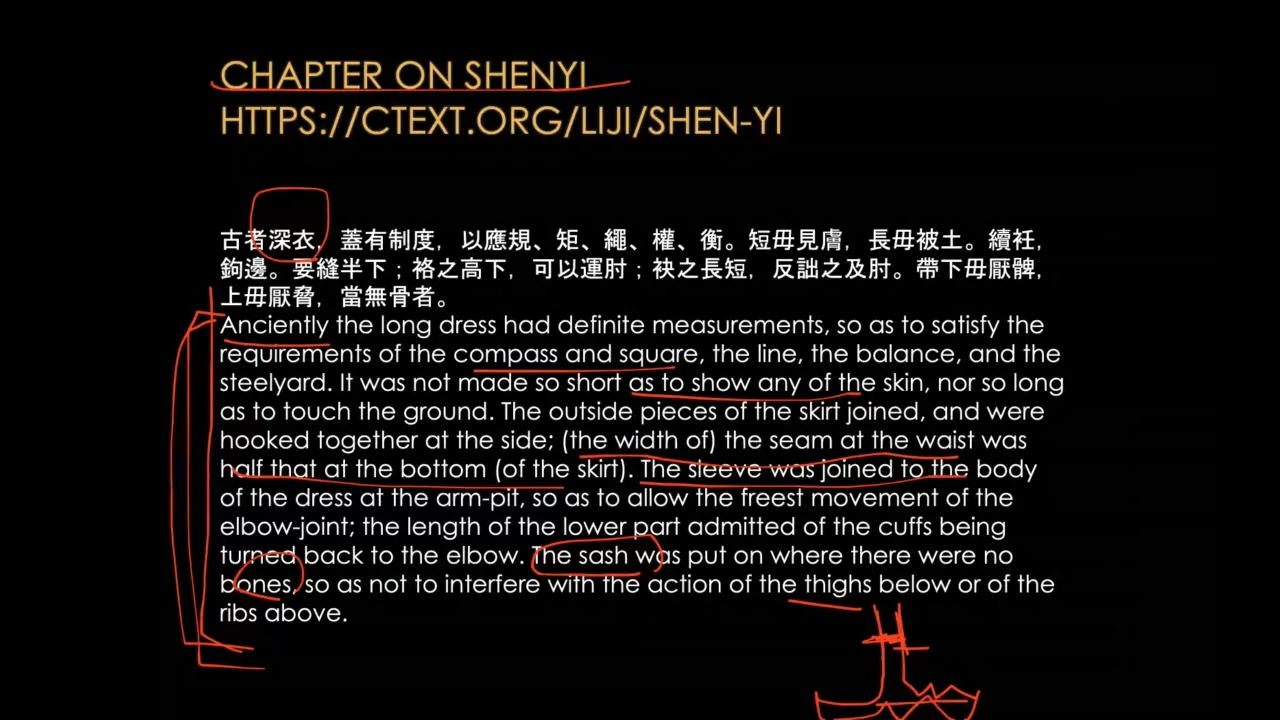 CHAPTER ON SHENYI
HTTPS://CTEXT.ORG/LIJI/SHEN-YI
古者深衣，蓋有制度，以應規、矩、繩、權、衡。短毋見膚，長毋被土。續衽，
鉤邊。要縫半下；袼之高下，可以運肘；袂之長短，反詘之及肘。帶下毋厭髀，
上毋厭脅，當無骨者。
Anciently the long dress had definite measurements, so as to satisfy the
requirements of the compass and square, the line, the balance, and the
steelyard. It was not made so short as to show any of the skin, nor so long
as to touch the ground. The outside pieces of the skirt joined, and were
hooked together at the side; (the width of) the seam at the waist was
half that at the bottom (of the skirt). The sleeve was joined to the body
of the dress at the arm-pit, so as to allow the freest movement of the
elbow-joint; the length of the lower part admitted of the cuffs being
turned back to the elbow. The sash was put on where there were no
bones, so as not to interfere with the action of the thighs below or of the
ribs above.